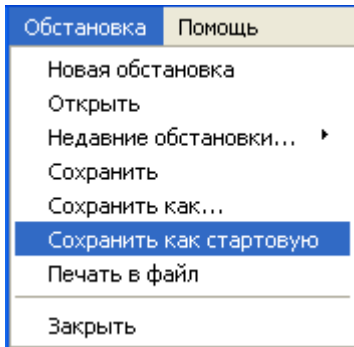 Обстановка Помощь
Новая обстановка
Открыть
Недавние обстановки...
Сохранить
Сохранить как...
Сохранить как стартовую
Печать в файл
Закрыть